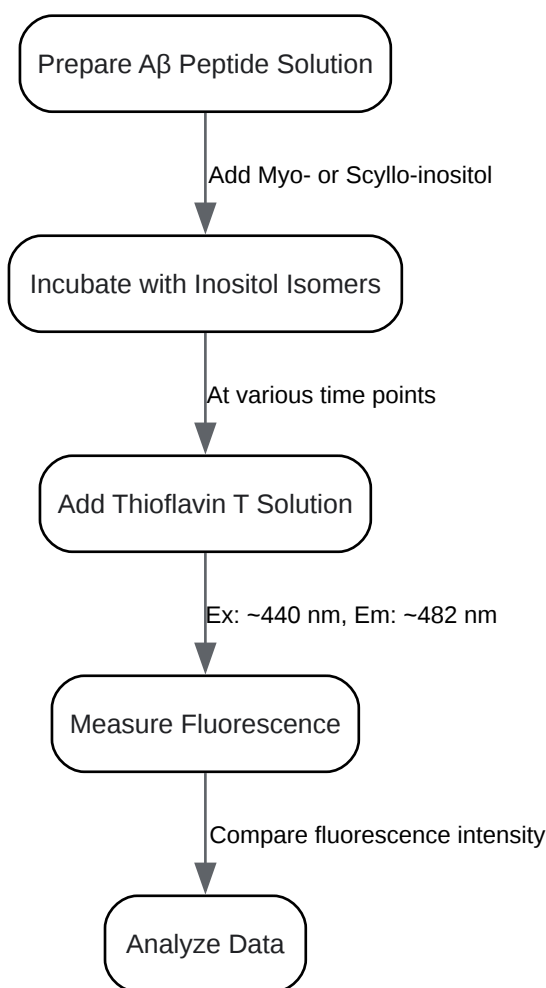 Prepare Aβ Peptide Solution
Add Myo- or Scyllo-inositol
Incubate with Inositol Isomers
At various time points
Add Thioflavin T Solution
Ex: ~440 nm, Em: ~482 nm
Measure Fluorescence
Compare fluorescence intensity
Analyze Data